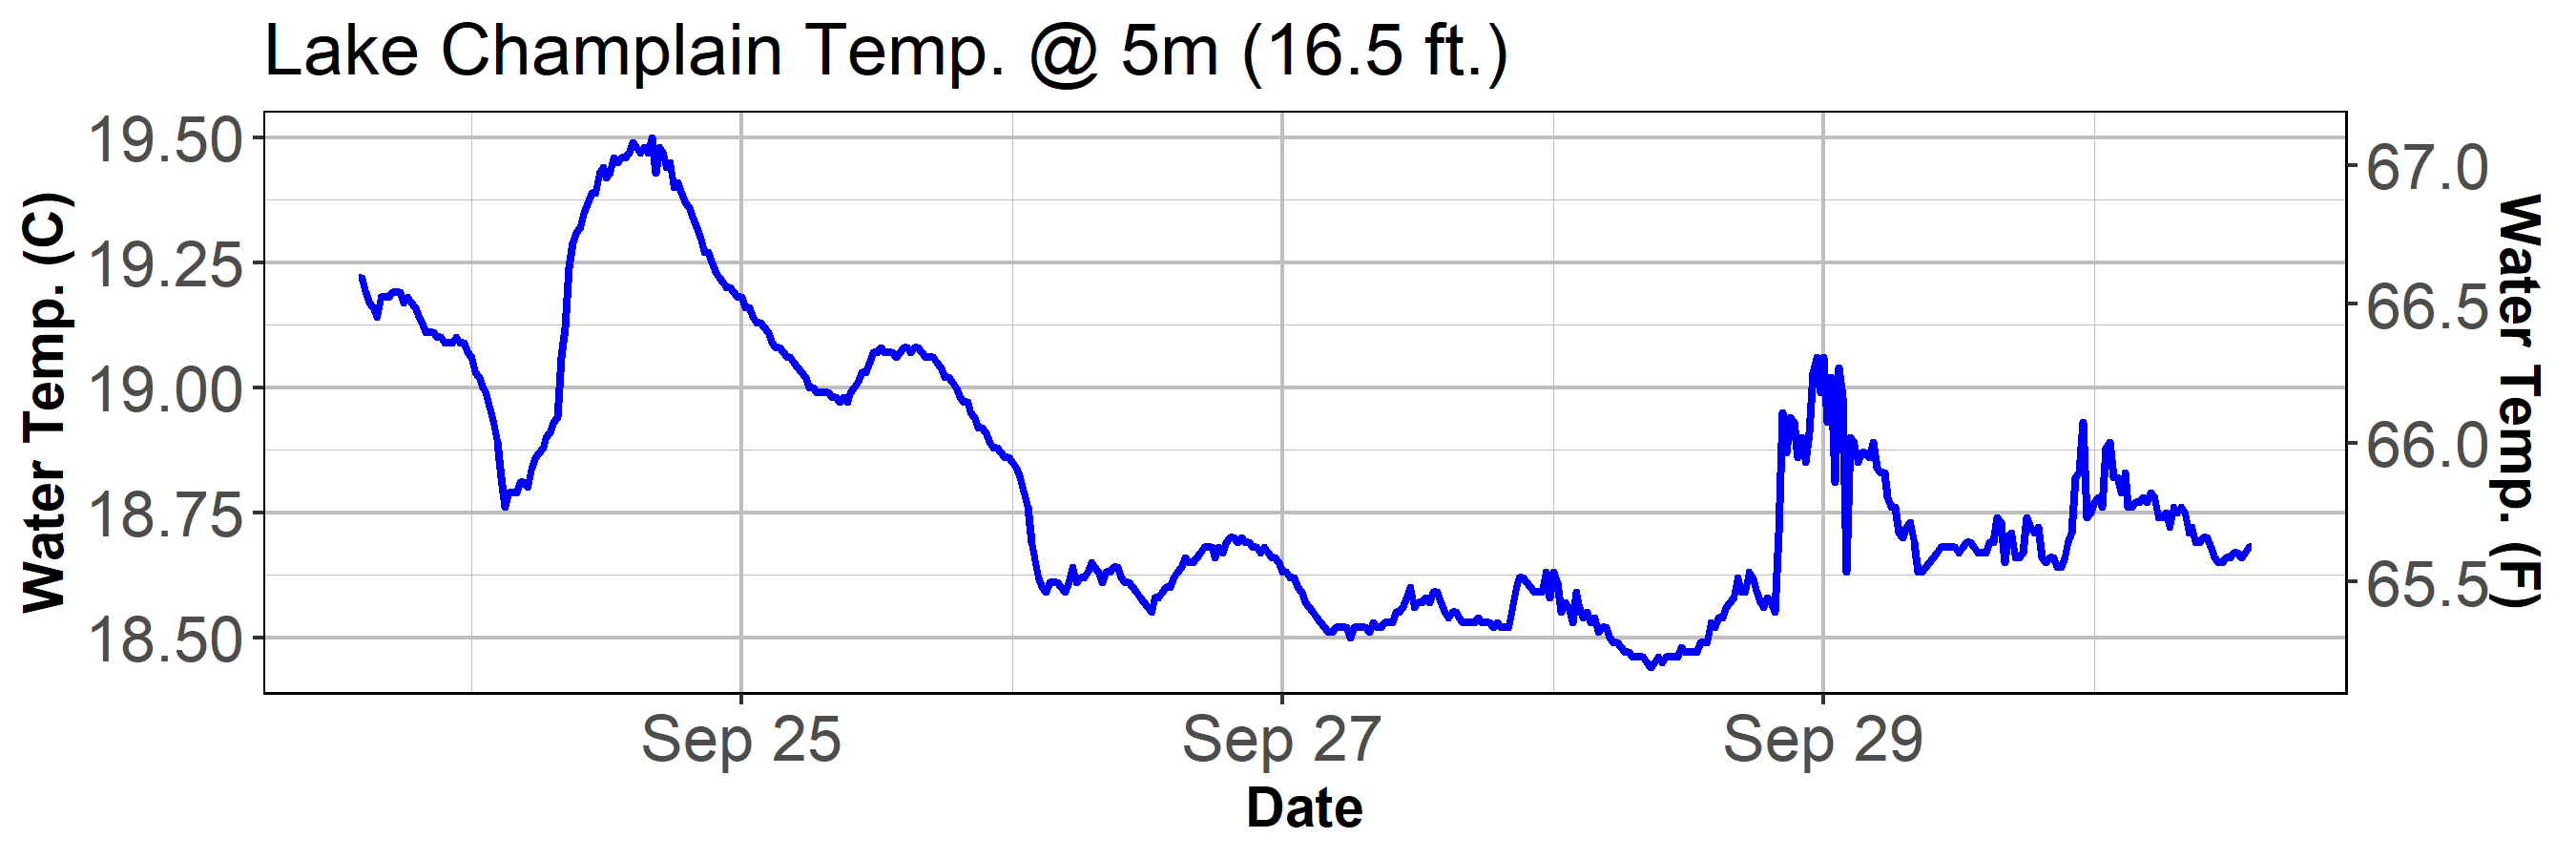 Lake Champlain Temp. @ 5m (16.5 ft.)
Water Temp. (C)
19.50
19.25
19.00
18.75
18.50
67.0
66.5
66.0
65.5
Water Temp. (F)
Sep 25
Sep 27
Sep 29
Date